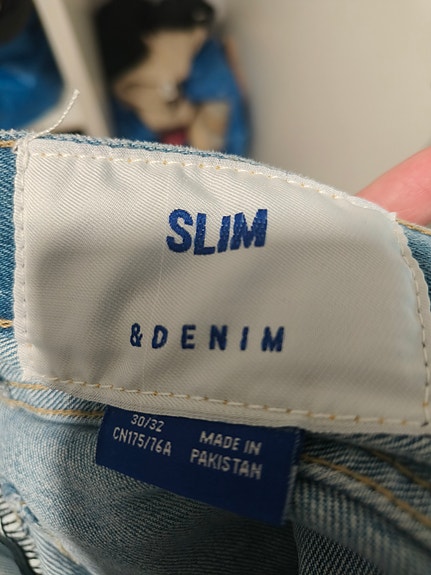 SLIM
&DENIM
30/32
CN175/76A
MADE IN
PAKISTAN